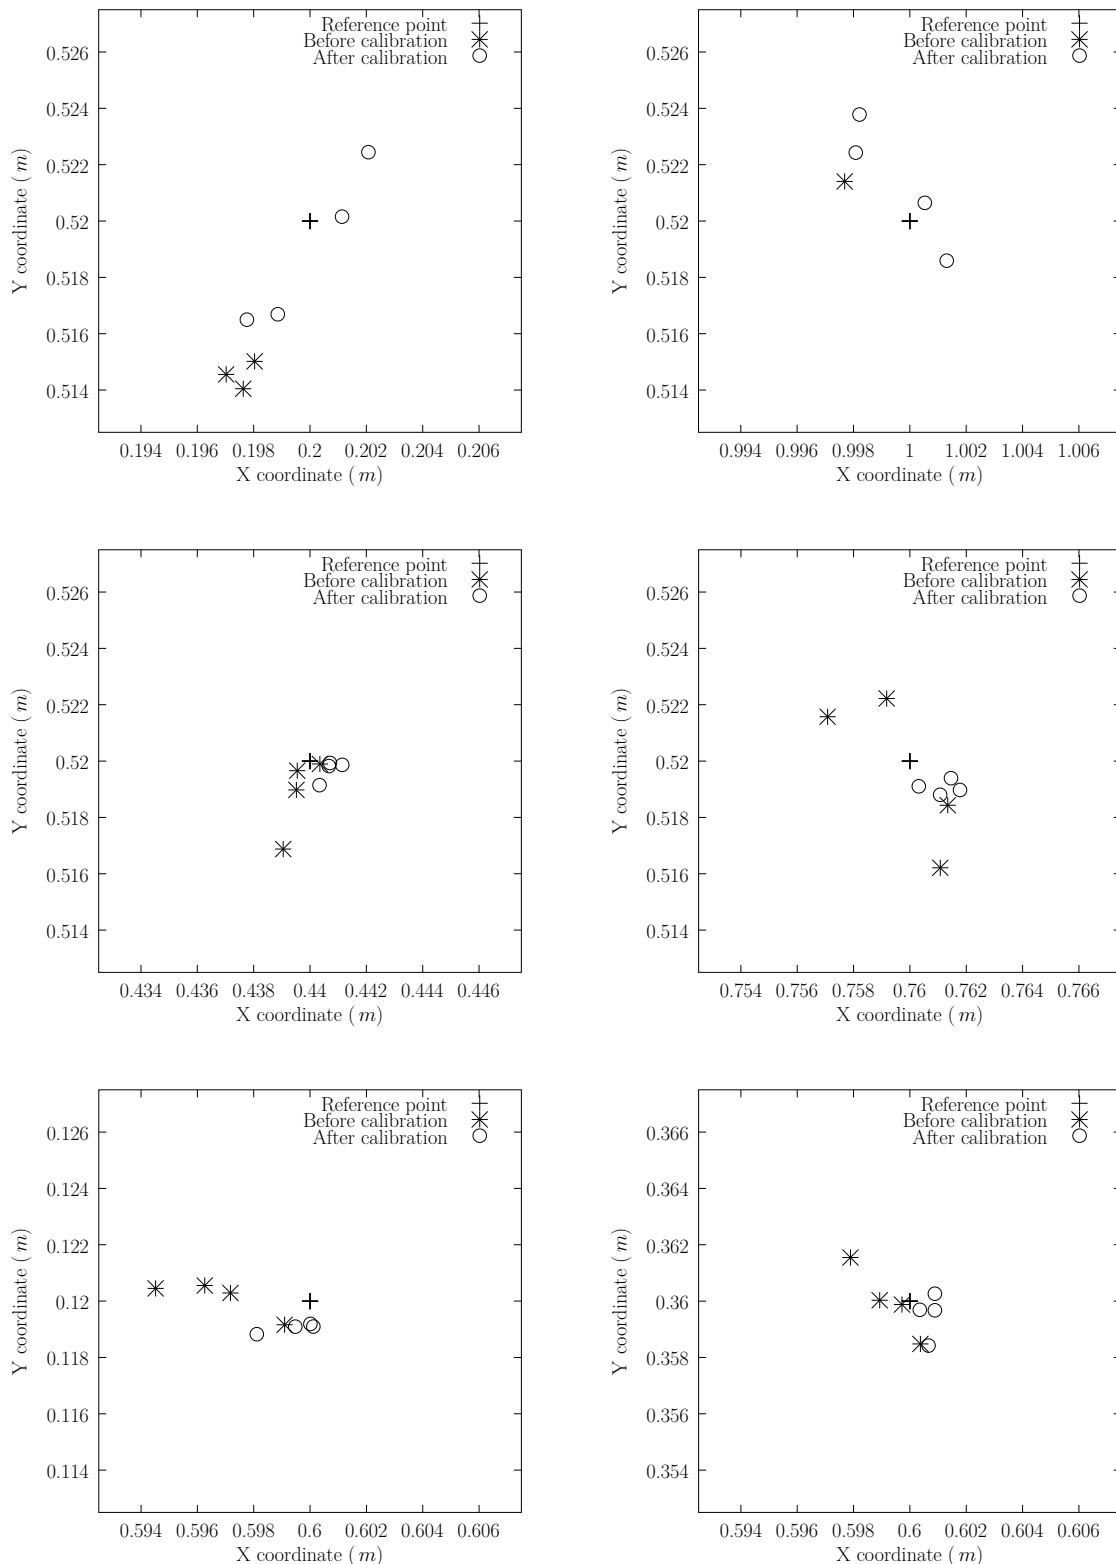 Reference point
Before calibration
After calibration
0.526
0.524
0.522
0.52
0.518
0.516
0.514
Y coordinate (m)
0.194 0.196 0.198 0.2 0.202 0.204 0.206
X coordinate (m)
Reference point
Before calibration
After calibration
0.526
0.524
0.522
0.52
0.518
0.516
0.514
Y coordinate (m)
0.994 0.996 0.998 1 1.002 1.004 1.006
X coordinate (m)
Reference point
Before calibration
After calibration
0.526
0.524
0.522
0.52
0.518
0.516
0.514
Y coordinate (m)
0.434 0.436 0.438 0.44 0.442 0.444 0.446
X coordinate (m)
Reference point
Before calibration
After calibration
0.526
0.524
0.522
0.52
0.518
0.516
0.514
Y coordinate (m)
0.754 0.756 0.758 0.76 0.762 0.764 0.766
X coordinate (m)
Reference point
Before calibration
After calibration
0.126
0.124
0.122
0.12
0.118
0.116
0.114
Y coordinate (m)
0.594 0.596 0.598 0.6 0.602 0.604 0.606
X coordinate (m)
Reference point
Before calibration
After calibration
0.366
0.364
0.362
0.36
0.358
0.356
0.354
Y coordinate (m)
0.594 0.596 0.598 0.6 0.602 0.604 0.606
X coordinate (m)